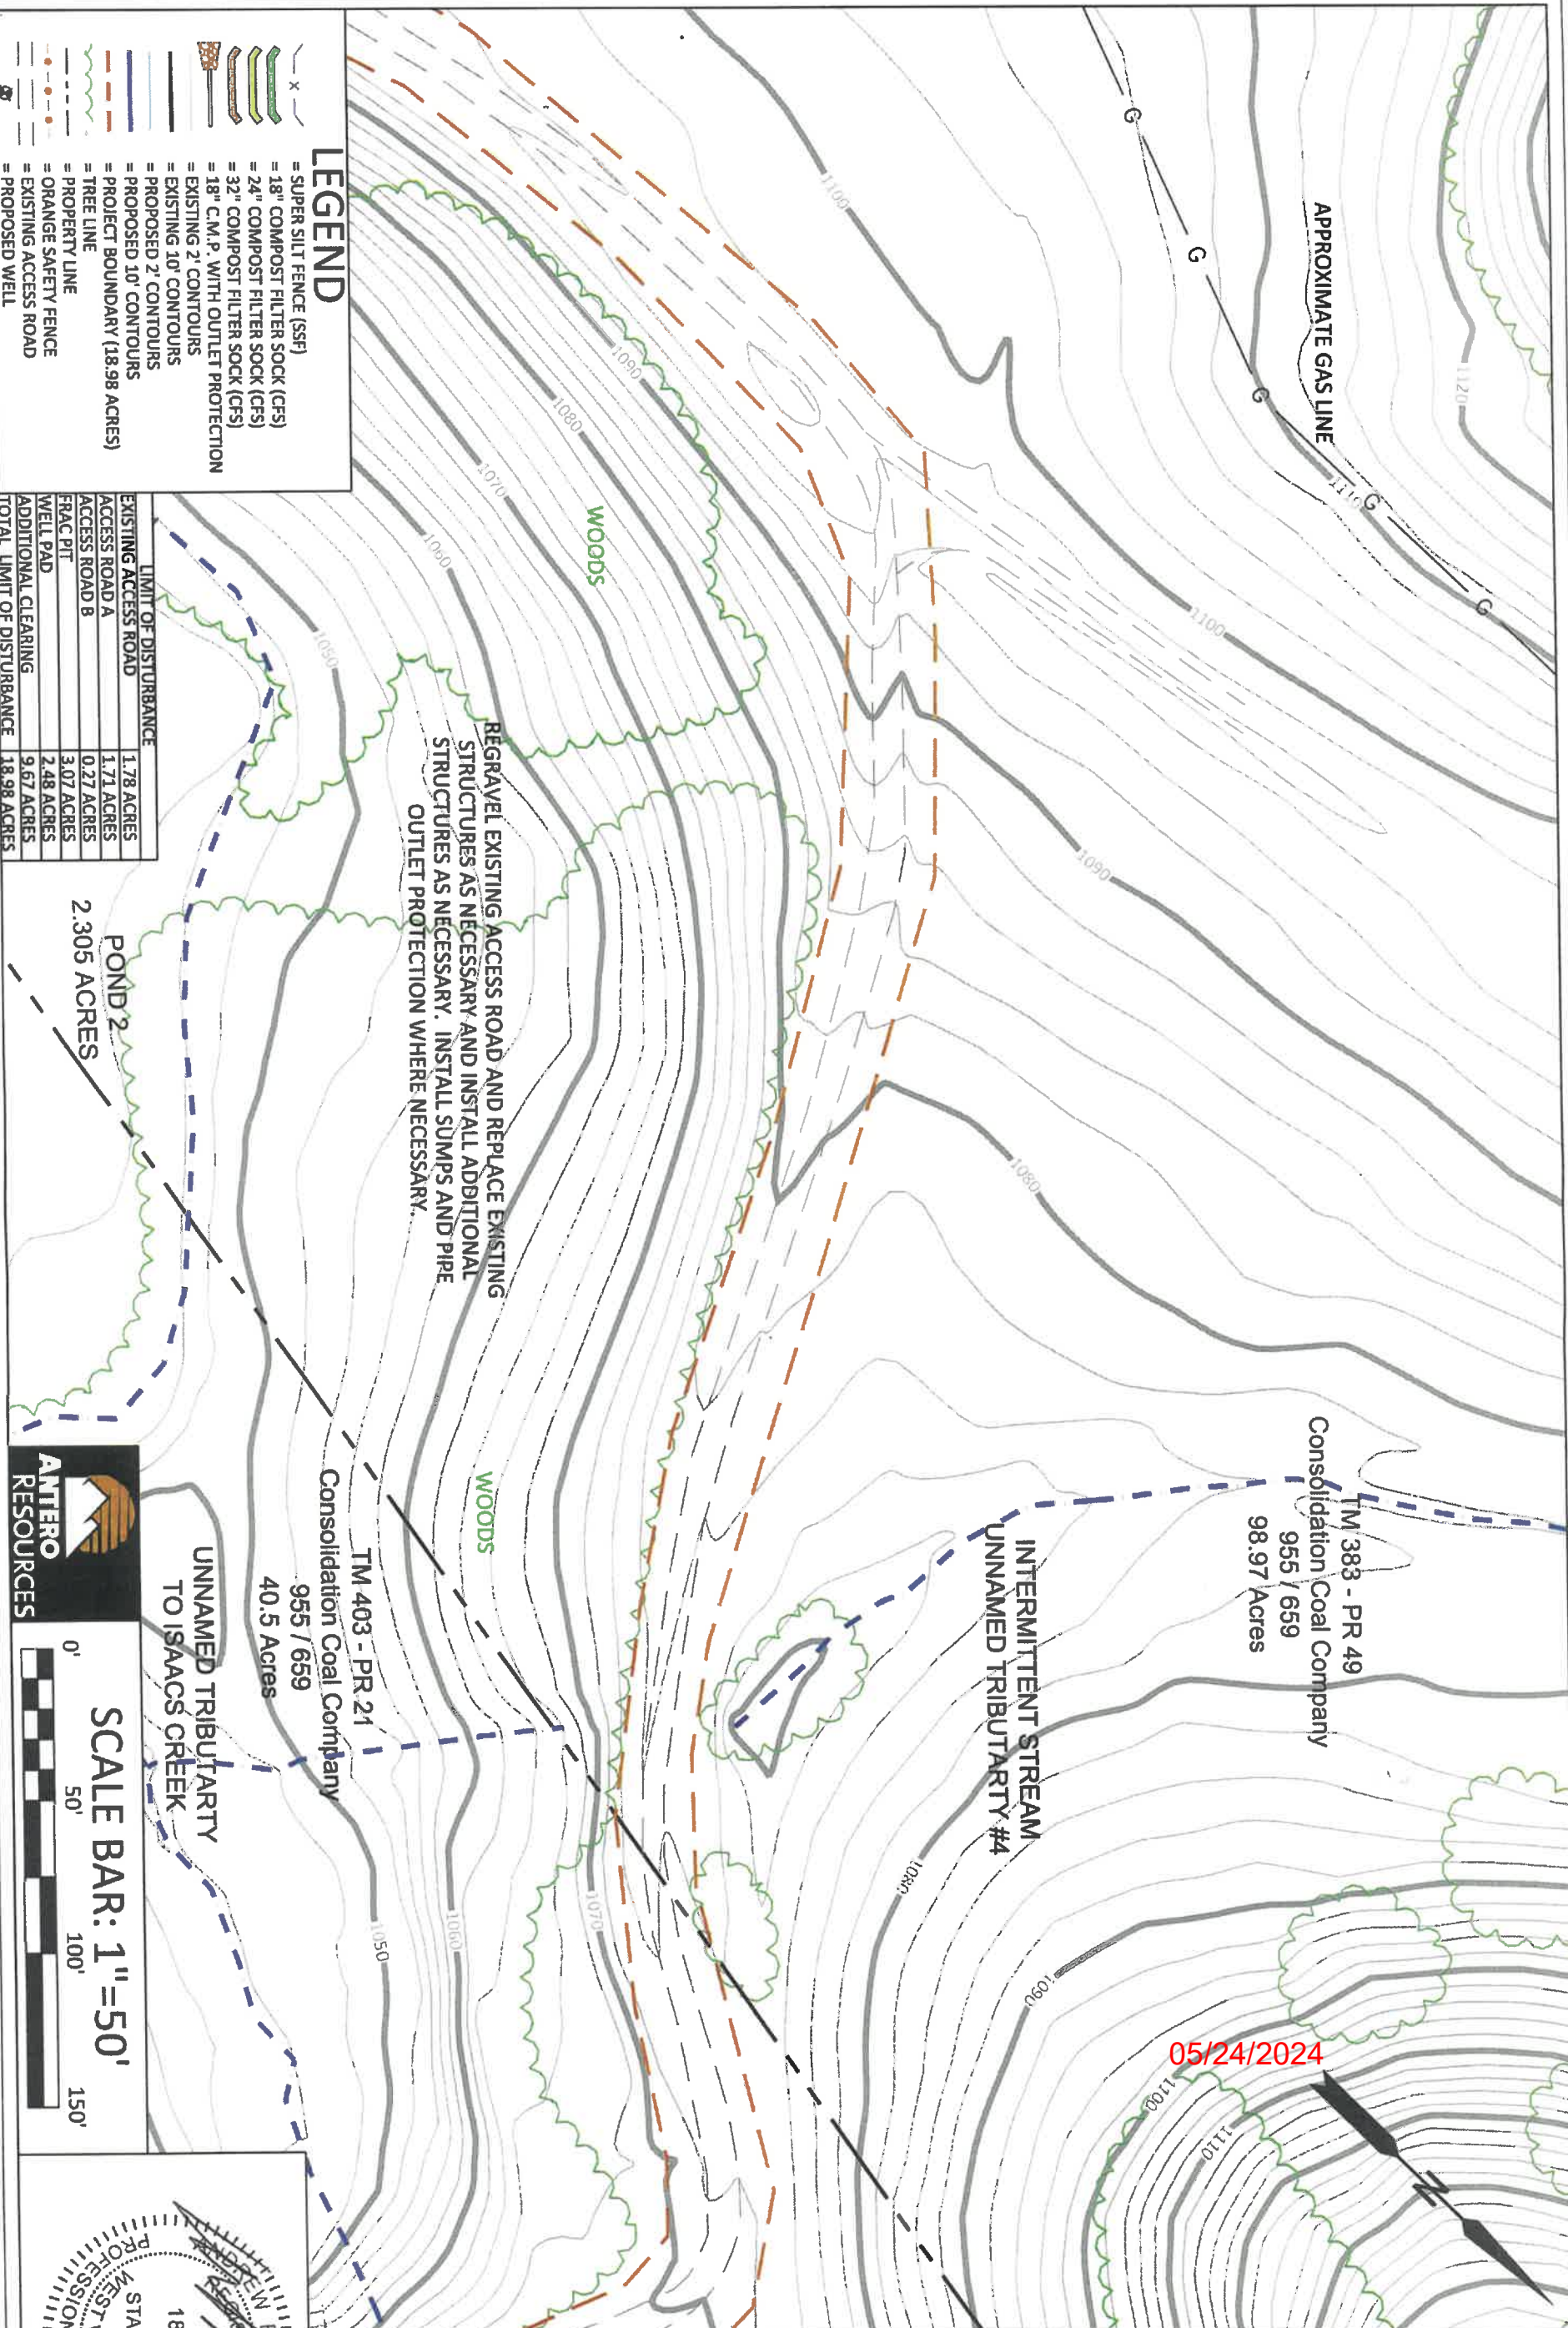 APPROXIMATE GAS LINE
G
G
G
G
G
1120
1110
1100
1100
1090
1080
1090
1080
1070
1060
1050
WOODS
REGRAVEL EXISTING ACCESS ROAD AND REPLACE EXISTING
STRUCTURES AS NECESSARY AND INSTALL ADDITIONAL
STRUCTURES AS NECESSARY. INSTALL SUMPS AND PIPE
OUTLET PROTECTION WHERE NECESSARY.
TM 383 - PR 49
Consolidation Coal Company
955 / 659
98.97 Acres
INTERMITTENT STREAM
UNNAMED TRIBUTARTY #4
1080
1090
1100
1110
05/24/2024
N
WOODS
TM 403 - PR 21
Consolidation Coal Company
955 / 659
40.5 Acres
1070
1060
1050
UNNAMED TRIBUTARTY
TO ISAACS CREEK
POND 2
2.305 ACRES
LEGEND
x = SUPER SILT FENCE (SSF)
= 18" COMPOST FILTER SOCK (CFS)
= 24" COMPOST FILTER SOCK (CFS)
= 32" COMPOST FILTER SOCK (CFS)
= 18" C.M.P. WITH OUTLET PROTECTION
= EXISTING 2' CONTOURS
= EXISTING 10' CONTOURS
= PROPOSED 2' CONTOURS
= PROPOSED 10' CONTOURS
= PROJECT BOUNDARY (18.98 ACRES)
= TREE LINE
= PROPERTY LINE
= ORANGE SAFETY FENCE
= EXISTING ACCESS ROAD
= PROPOSED WELL
LIMIT OF DISTURBANCE
EXISTING ACCESS ROAD 1.78 ACRES
ACCESS ROAD A 1.71 ACRES
ACCESS ROAD B 0.27 ACRES
FRAC PIT 3.07 ACRES
WELL PAD 2.48 ACRES
ADDITIONAL CLEARING 9.67 ACRES
TOTAL LIMIT OF DISTURBANCE 18.98 ACRES
ANTERO
RESOURCES
SCALE BAR: 1"=50'
0' 50' 100' 150'
ANDREW
STA
WEST